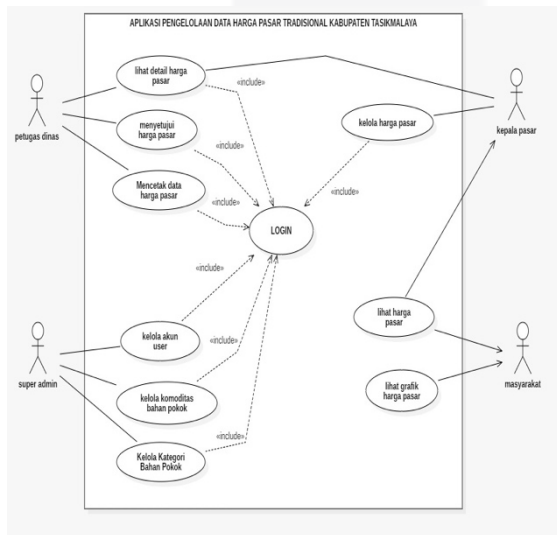 APLIKASI PENGELOLAAN DATA HARGA PASAR TRADISIONAL KABUPATEN TASIKMALAYA
lihat detail harga
pasar
«include»
petugas dinas
menyetujui
harga pasar
«include»
kelola harga pasar
kepala pasar
Mencetak data
harga pasar
«include»
«include»
LOGIN
«include»
lihat harga
pasar
super admin
kelola akun
user
«include»
masyarakat
kelola komoditas
bahan pokok
lihat grafik
harga pasar
«include»
Kelola Kategori
Bahan Pokok